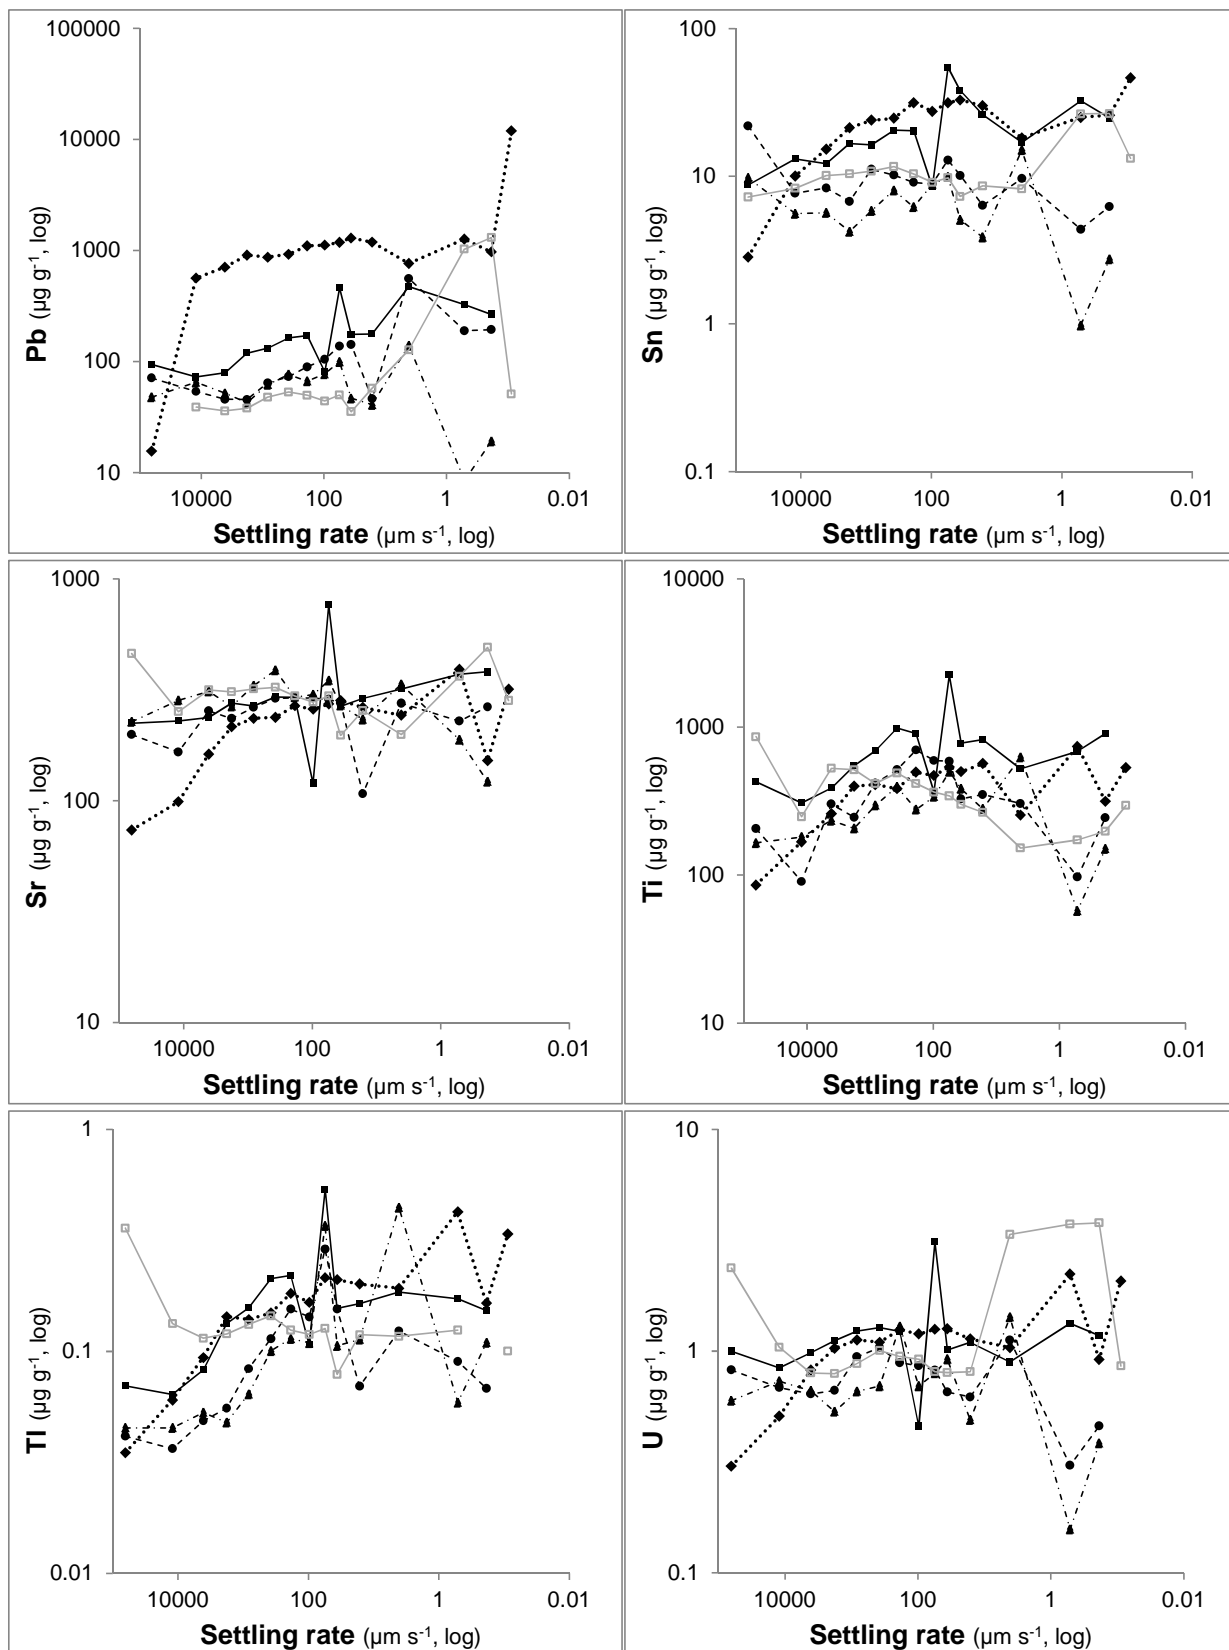 100000
10000
1000
100
10
Pb (µg g-1, log)
10000 100 1 0.01
Settling rate (µm s-1, log)
100
10
1
0.1
Sn (µg g-1, log)
10000 100 1 0.01
Settling rate (µm s-1, log)
1000
100
10
Sr (µg g-1, log)
10000 100 1 0.01
Settling rate (µm s-1, log)
10000
1000
100
10
Ti (µg g-1, log)
10000 100 1 0.01
Settling rate (µm s-1, log)
1
0.1
0.01
Tl (µg g-1, log)
10000 100 1 0.01
Settling rate (µm s-1, log)
10
1
0.1
U (µg g-1, log)
10000 100 1 0.01
Settling rate (µm s-1, log)